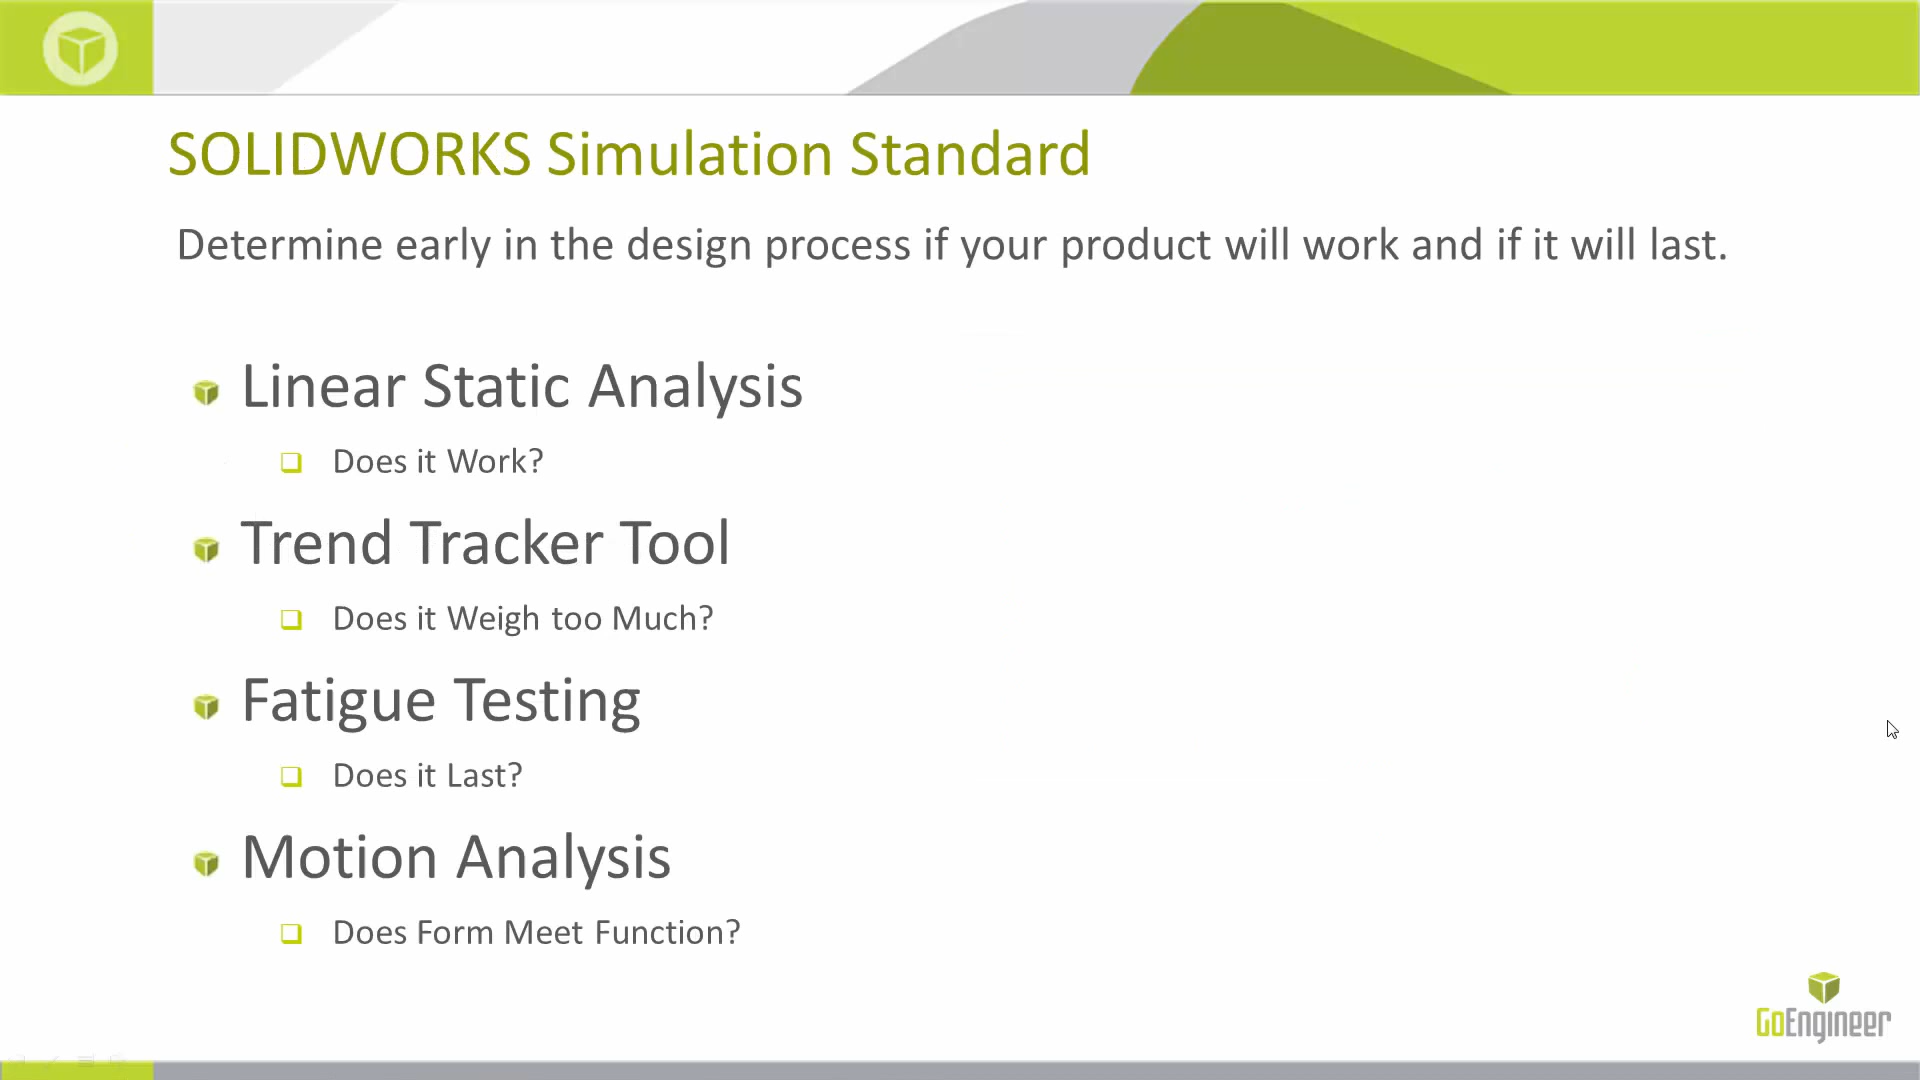 SOLIDWORKS Simulation Standard
Determine early in the design process if your product will work and if it will last.
Linear Static Analysis
Does it Work?
Trend Tracker Tool
Does it Weigh too Much?
Fatigue Testing
Does it Last?
Motion Analysis
Does Form Meet Function?
GoEngineer